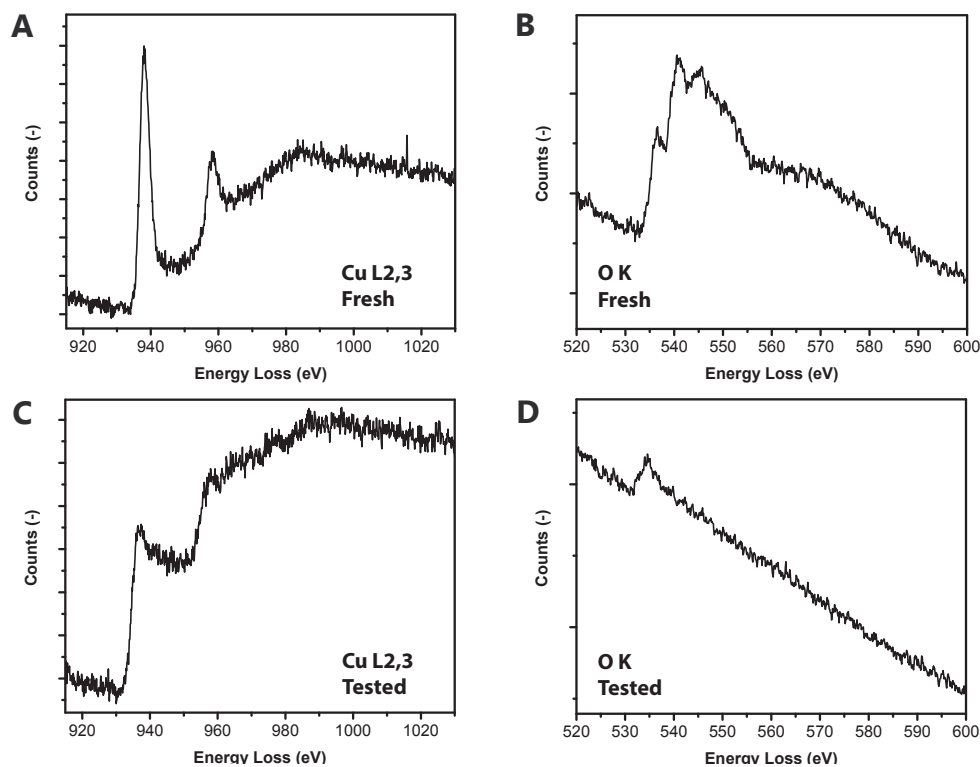 A
Counts (-)
Cu L2,3
Fresh
920 940 960 980 1000 1020
Energy Loss (eV)
B
Counts (-)
O K
Fresh
520 530 540 550 560 570 580 590 600
Energy Loss (eV)
C
Counts (-)
Cu L2,3
Tested
920 940 960 980 1000 1020
Energy Loss (eV)
D
Counts (-)
O K
Tested
520 530 540 550 560 570 580 590 600
Energy Loss (eV)